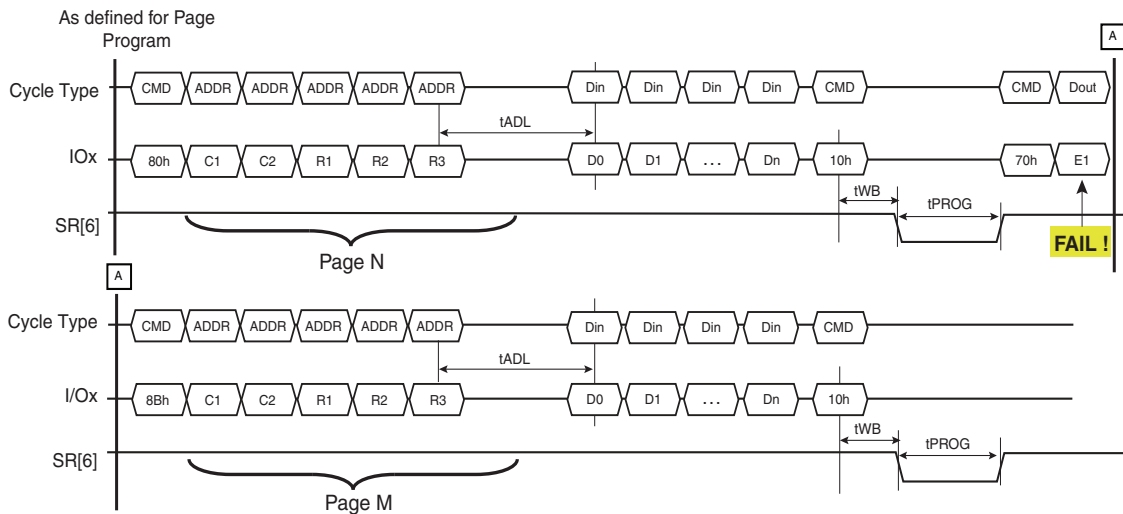 As defined for Page
Program
A
Cycle Type CMD ADDR ADDR ADDR ADDR ADDR Din Din Din Din CMD CMD Dout
tADL
IOx 80h C1 C2 R1 R2 R3 D0 D1 ... Dn 10h 70h E1
tWB tPROG
SR[6]
Page N
FAIL !
A
Cycle Type CMD ADDR ADDR ADDR ADDR ADDR Din Din Din Din CMD
tADL
I/Ox 8Bh C1 C2 R1 R2 R3 D0 D1 ... Dn 10h
tWB tPROG
SR[6]
Page M